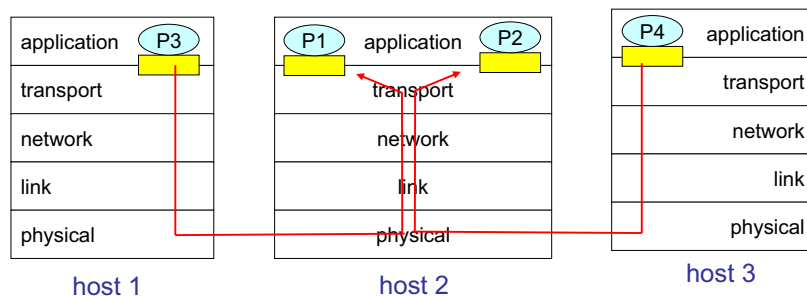 application P3
transport
network
link
physical
host 1
P1 application P2
transport
network
link
physical
host 2
P4 application
transport
network
link
physical
host 3